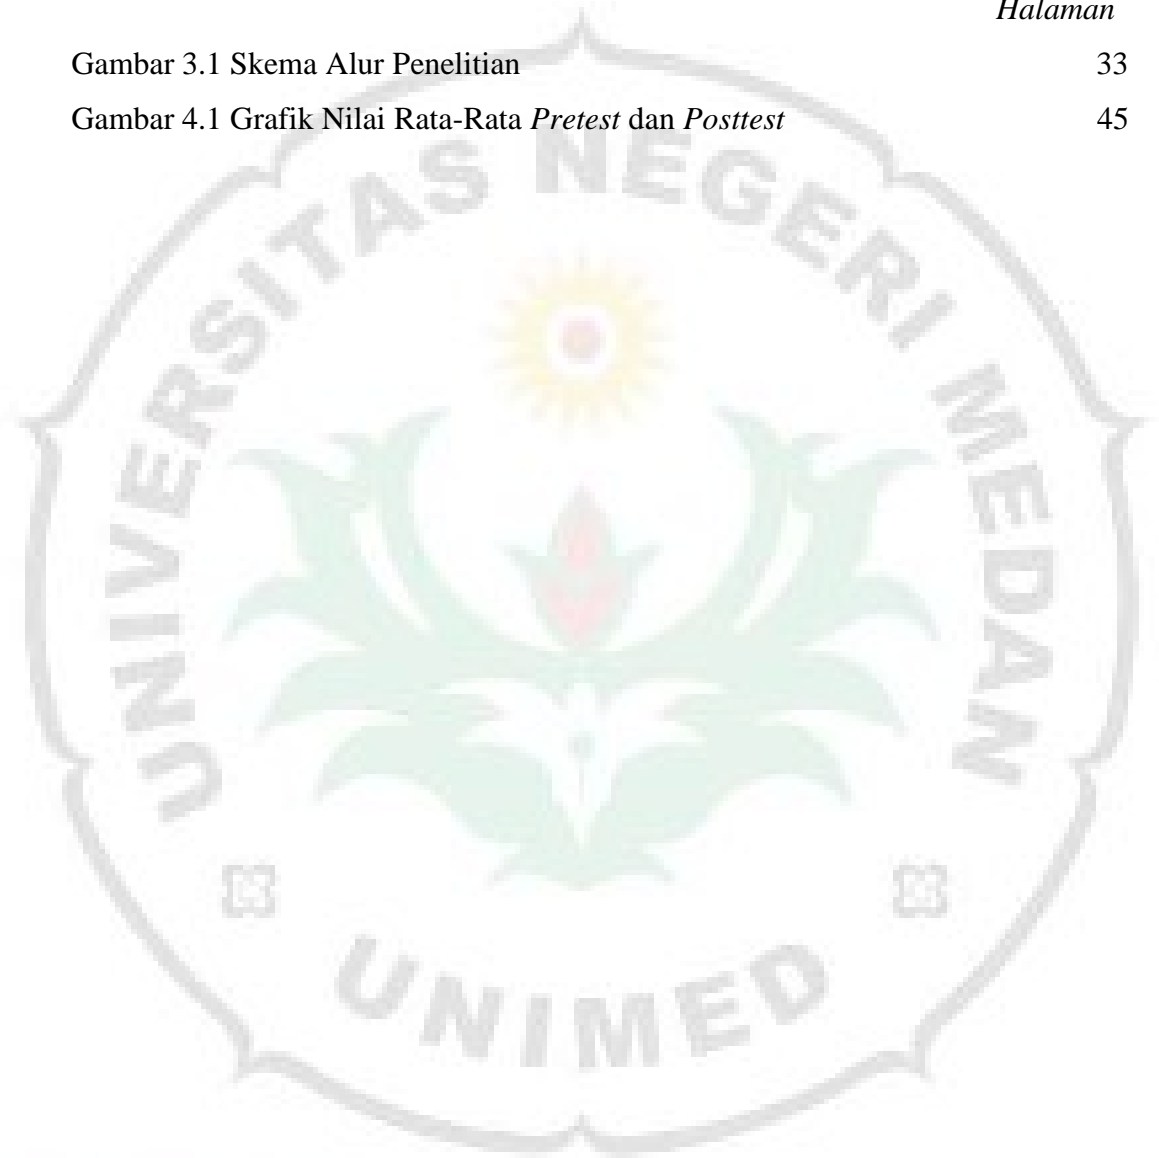 Halaman
Gambar 3.1 Skema Alur Penelitian 33
Gambar 4.1 Grafik Nilai Rata-Rata Pretest dan Posttest 45
UNIVERSITAS NEGERI MEDAN
UNIMED